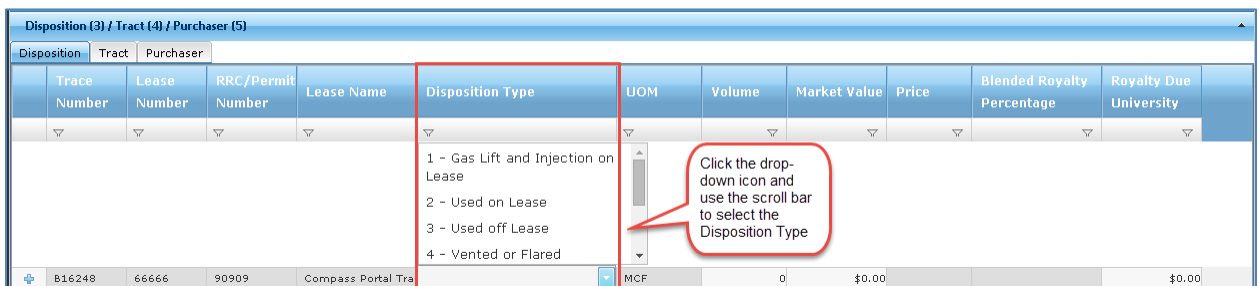 Disposition (3) / Tract (4) / Purchaser (5)
Disposition Tract Purchaser
Trace Number Lease Number RRC/Permit Number Lease Name Disposition Type UOM Volume Market Value Price Blended Royalty Percentage Royalty Due University
1 - Gas Lift and Injection on
Lease
2 - Used on Lease
3 - Used off Lease
4 - Vented or Flared
Click the drop-
down icon and
use the scroll bar
to select the
Disposition Type
B16248 66666 90909 Compass Portal Tra MCF 0 $0.00 $0.00